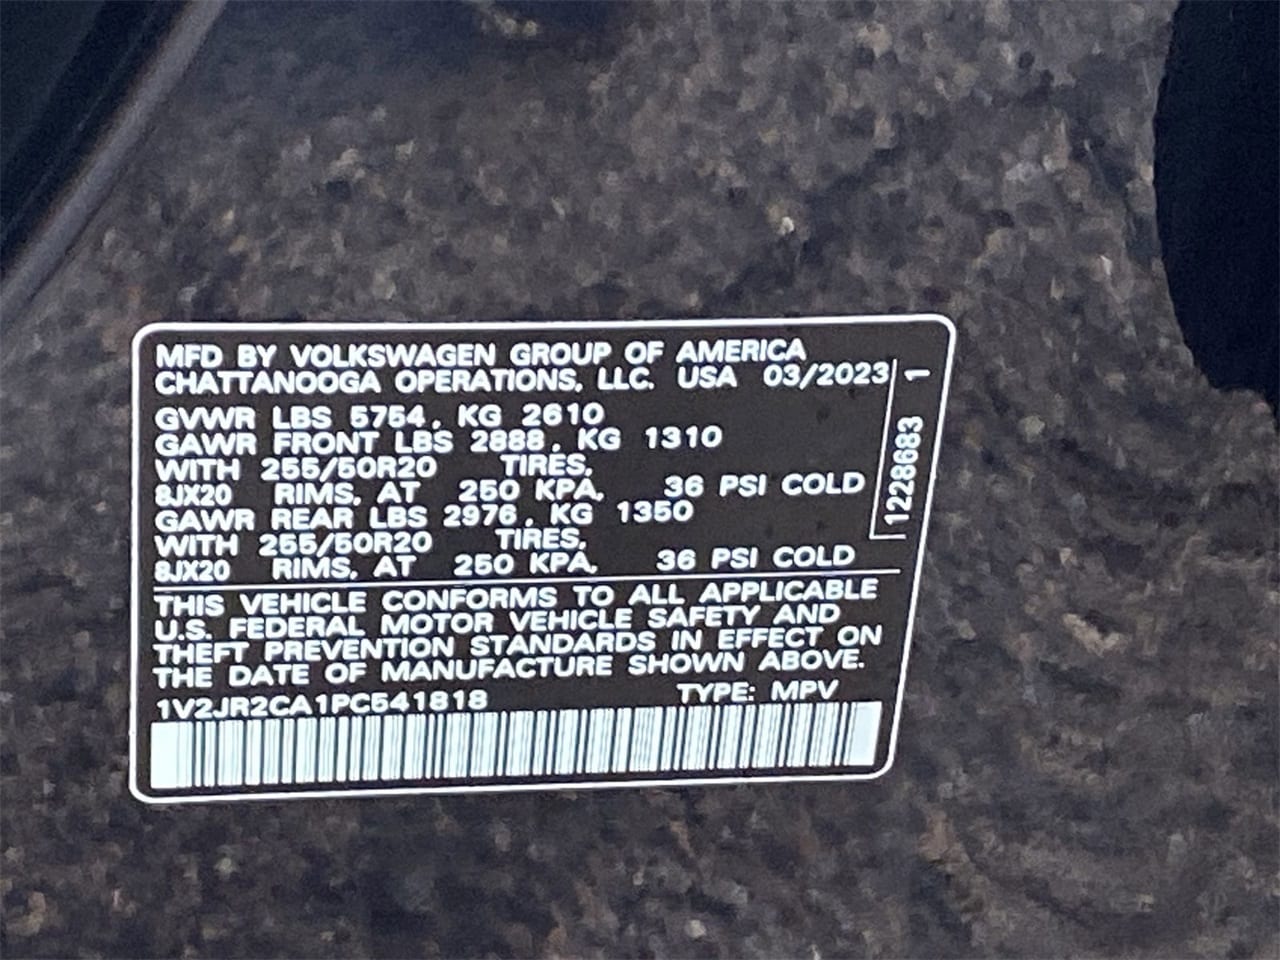 MFD BY VOLKSWAGEN GROUP OF AMERICA
CHATTANOOGA OPERATIONS, LLC. USA 03/2023
GVWR LBS 5754, KG 2610
GAWR FRONT LBS 2888, KG 1310
WITH 255/50R20 TIRES,
8JX20 RIMS, AT 250 KPA, 36 PSI COLD
GAWR REAR LBS 2976, KG 1350
WITH 255/50R20 TIRES,
8JX20 RIMS, AT 250 KPA, 36 PSI COLD
1228683 1
THIS VEHICLE CONFORMS TO ALL APPLICABLE
U.S. FEDERAL MOTOR VEHICLE SAFETY AND
THEFT PREVENTION STANDARDS IN EFFECT ON
THE DATE OF MANUFACTURE SHOWN ABOVE.
1V2JR2CA1PC541818 TYPE: MPV